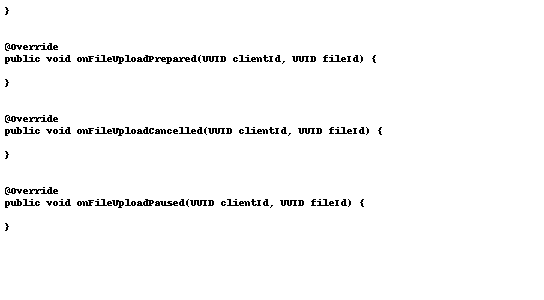 }
@Override
public void onFileUploadPrepared(UUID clientId, UUID fileId) {
}
@Override
public void onFileUploadCancelled(UUID clientId, UUID fileId) {
}
@Override
public void onFileUploadPaused(UUID clientId, UUID fileId) {
}